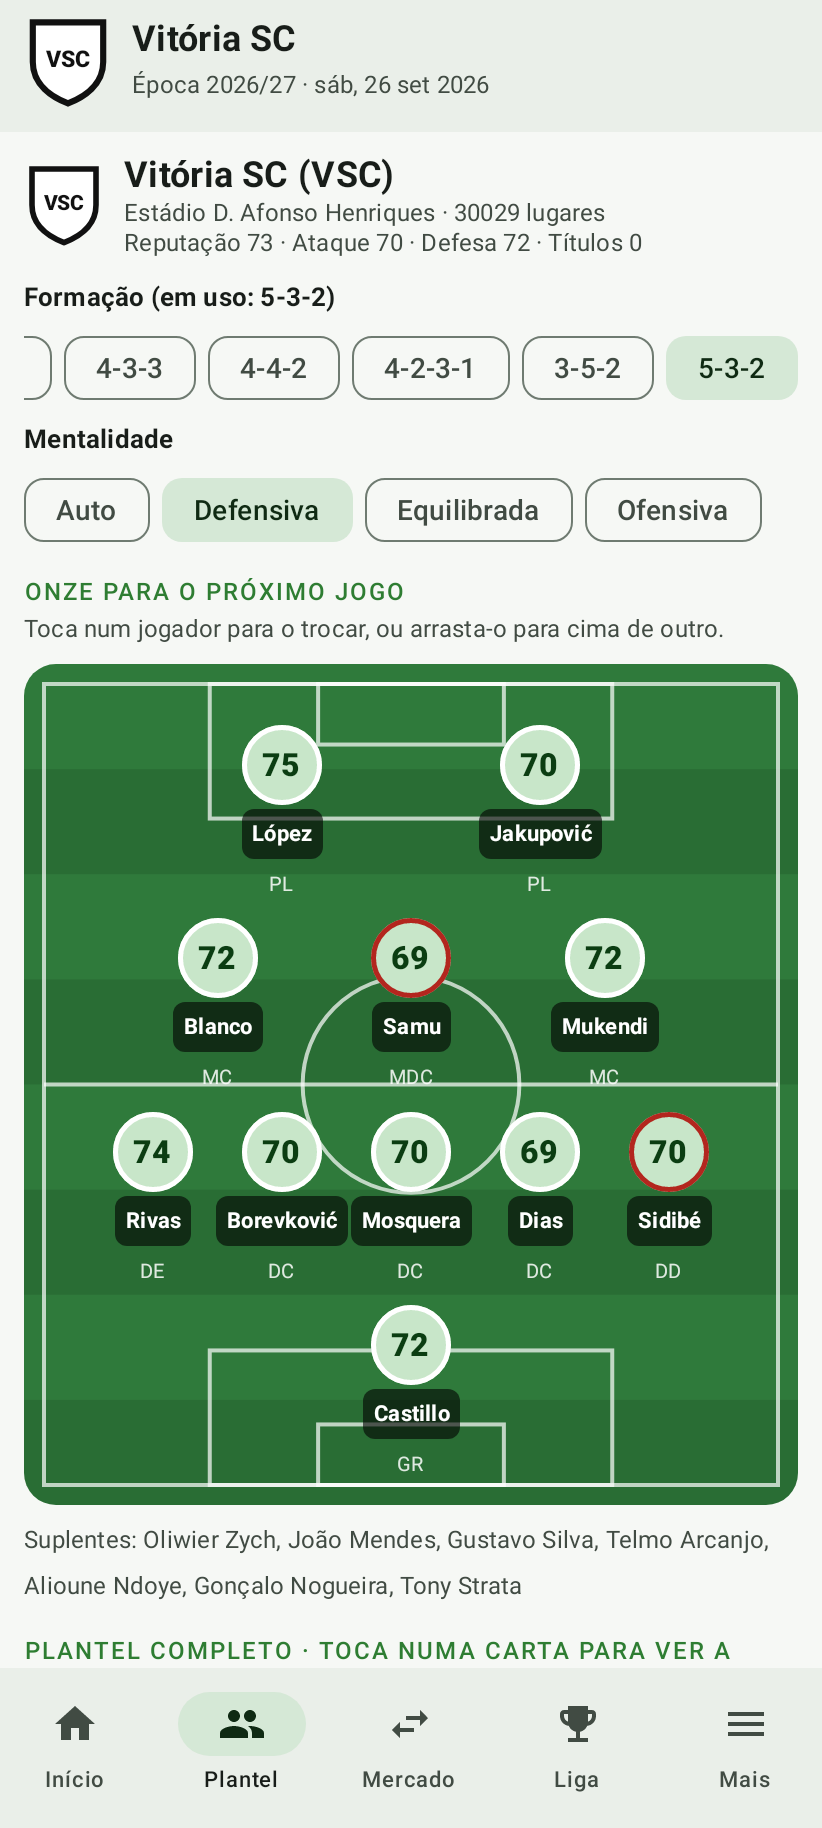 VSC
Vitória SC
Época 2026/27 · sáb, 26 set 2026
VSC
Vitória SC (VSC)
Estádio D. Afonso Henriques · 30029 lugares
Reputação 73 · Ataque 70 · Defesa 72 · Títulos 0
Formação (em uso: 5-3-2)
4-3-3 4-4-2 4-2-3-1 3-5-2 5-3-2
Mentalidade
Auto Defensiva Equilibrada Ofensiva
ONZE PARA O PRÓXIMO JOGO
Toca num jogador para o trocar, ou arrasta-o para cima de outro.
75 70
López Jakupović
PL PL
72 69 72
Blanco Samu Mukendi
MC MDC MC
74 70 70 69 70
Rivas Borevković Mosquera Dias Sidibé
DE DC DC DC DD
72
Castillo
GR
Suplentes: Oliwier Zych, João Mendes, Gustavo Silva, Telmo Arcanjo,
Alioune Ndoye, Gonçalo Nogueira, Tony Strata
PLANTEL COMPLETO · TOCA NUMA CARTA PARA VER A
Início Plantel Mercado Liga Mais